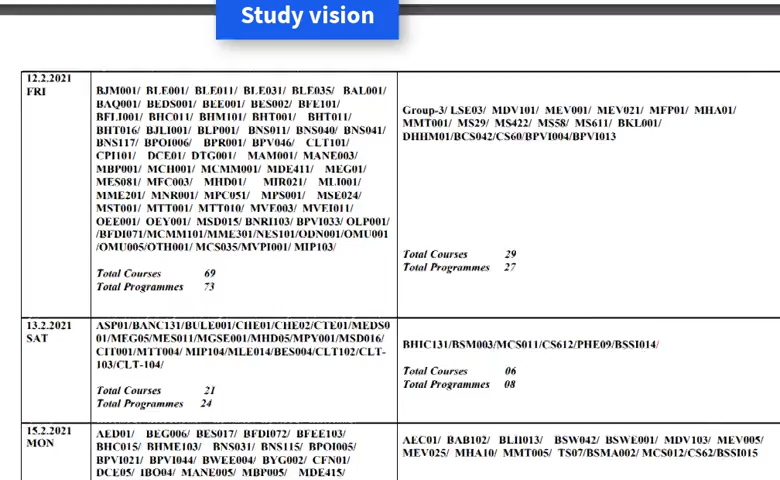 Study vision
12.2.2021
FRI
BJM001/ BLE001/ BLE011/ BLE031/ BLE035/ BAL001/
BAQ001/ BEDS001/ BEE001/ BES002/ BFE101/
BFLI001/ BHC011/ BHM101/ BHT001/ BHT011/
BHT016/ BJLI001/ BLP001/ BNS011/ BNS040/ BNS041/
BNS117/ BPOI006/ BPR001/ BPV046/ CLT101/
CPI101/ DCE01/ DTG001/ MAM001/ MANE003/
MBP001/ MCH001/ MCMM001/ MDE411/ MEG01/
MES081/ MFC003/ MHD01/ MIR021/ MLI001/
MME201/ MNR001/ MPC051/ MPS001/ MSE024/
MST001/ MTT001/ MTT010/ MVE003/ MVEI011/
OEE001/ OEY001/ MSD015/ BNRI103/ BPVI033/ OLP001/
/BFDI071/MCMM101/MME301/NES101/ODN001/OMU001
/OMU005/OTH001/ MCS035/MVPI001/ MIP103/
Total Courses 69
Total Programmes 73
Group-3/ LSE03/ MDV101/ MEV001/ MEV021/ MFP01/ MHA01/
MMT001/ MS29/ MS422/ MS58/ MS611/ BKL001/
DHHM01/BCS042/CS60/BPVI004/BPVI013
Total Courses 29
Total Programmes 27
13.2.2021
SAT
ASP01/BANC131/BULE001/CHE01/CHE02/CTE01/MEDS0
01/MEG05/MES011/MGSE001/MHD05/MPY001/MSD016/
CIT001/MTT004/ MIP104/MLE014/BES004/CLT102/CLT-
103/CLT-104/
Total Courses 21
Total Programmes 24
BHIC131/BSM003/MCS011/CS612/PHE09/BSSI014/
Total Courses 06
Total Programmes 08
15.2.2021
MON
AED01/ BEG006/ BES017/ BFDI072/ BFEE103/
BHC015/ BHME103/ BNS031/ BNS115/ BPOI005/
BPVI021/ BPVI044/ BWEE004/ BYG002/ CFN01/
DCE05/ IBO04/ MANE005/ MBP005/ MDE415/
AEC01/ BAB102/ BLII013/ BSW042/ BSWE001/ MDV103/ MEV005/
MEV025/ MHA10/ MMT005/ TS07/BSMA002/ MCS012/CS62/BSSI015